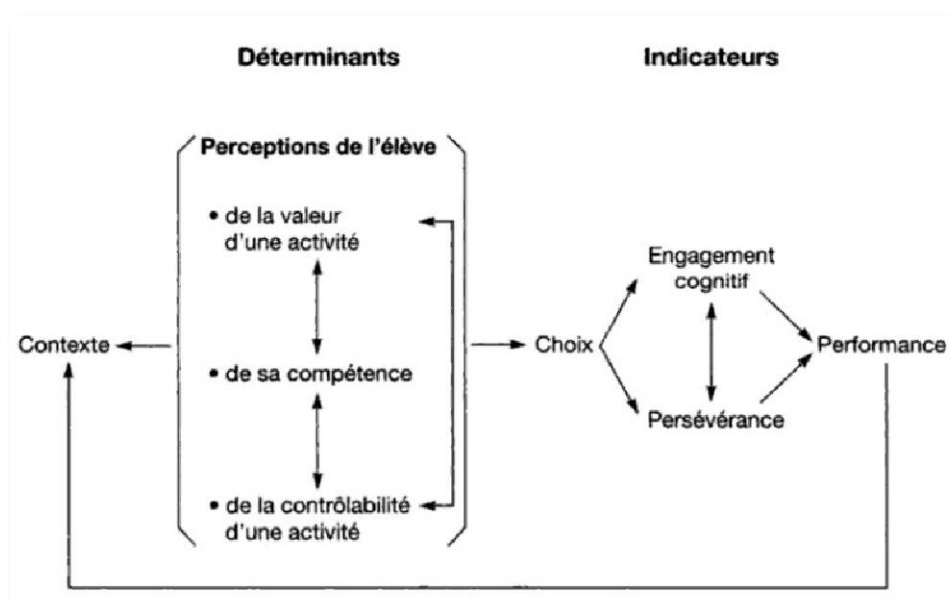 Déterminants
Indicateurs
Perceptions de l'élève
• de la valeur
d'une activité
Engagement
cognitif
Contexte
Choix
Performance
• de sa compétence
Persévérance
• de la contrôlabilité
d'une activité